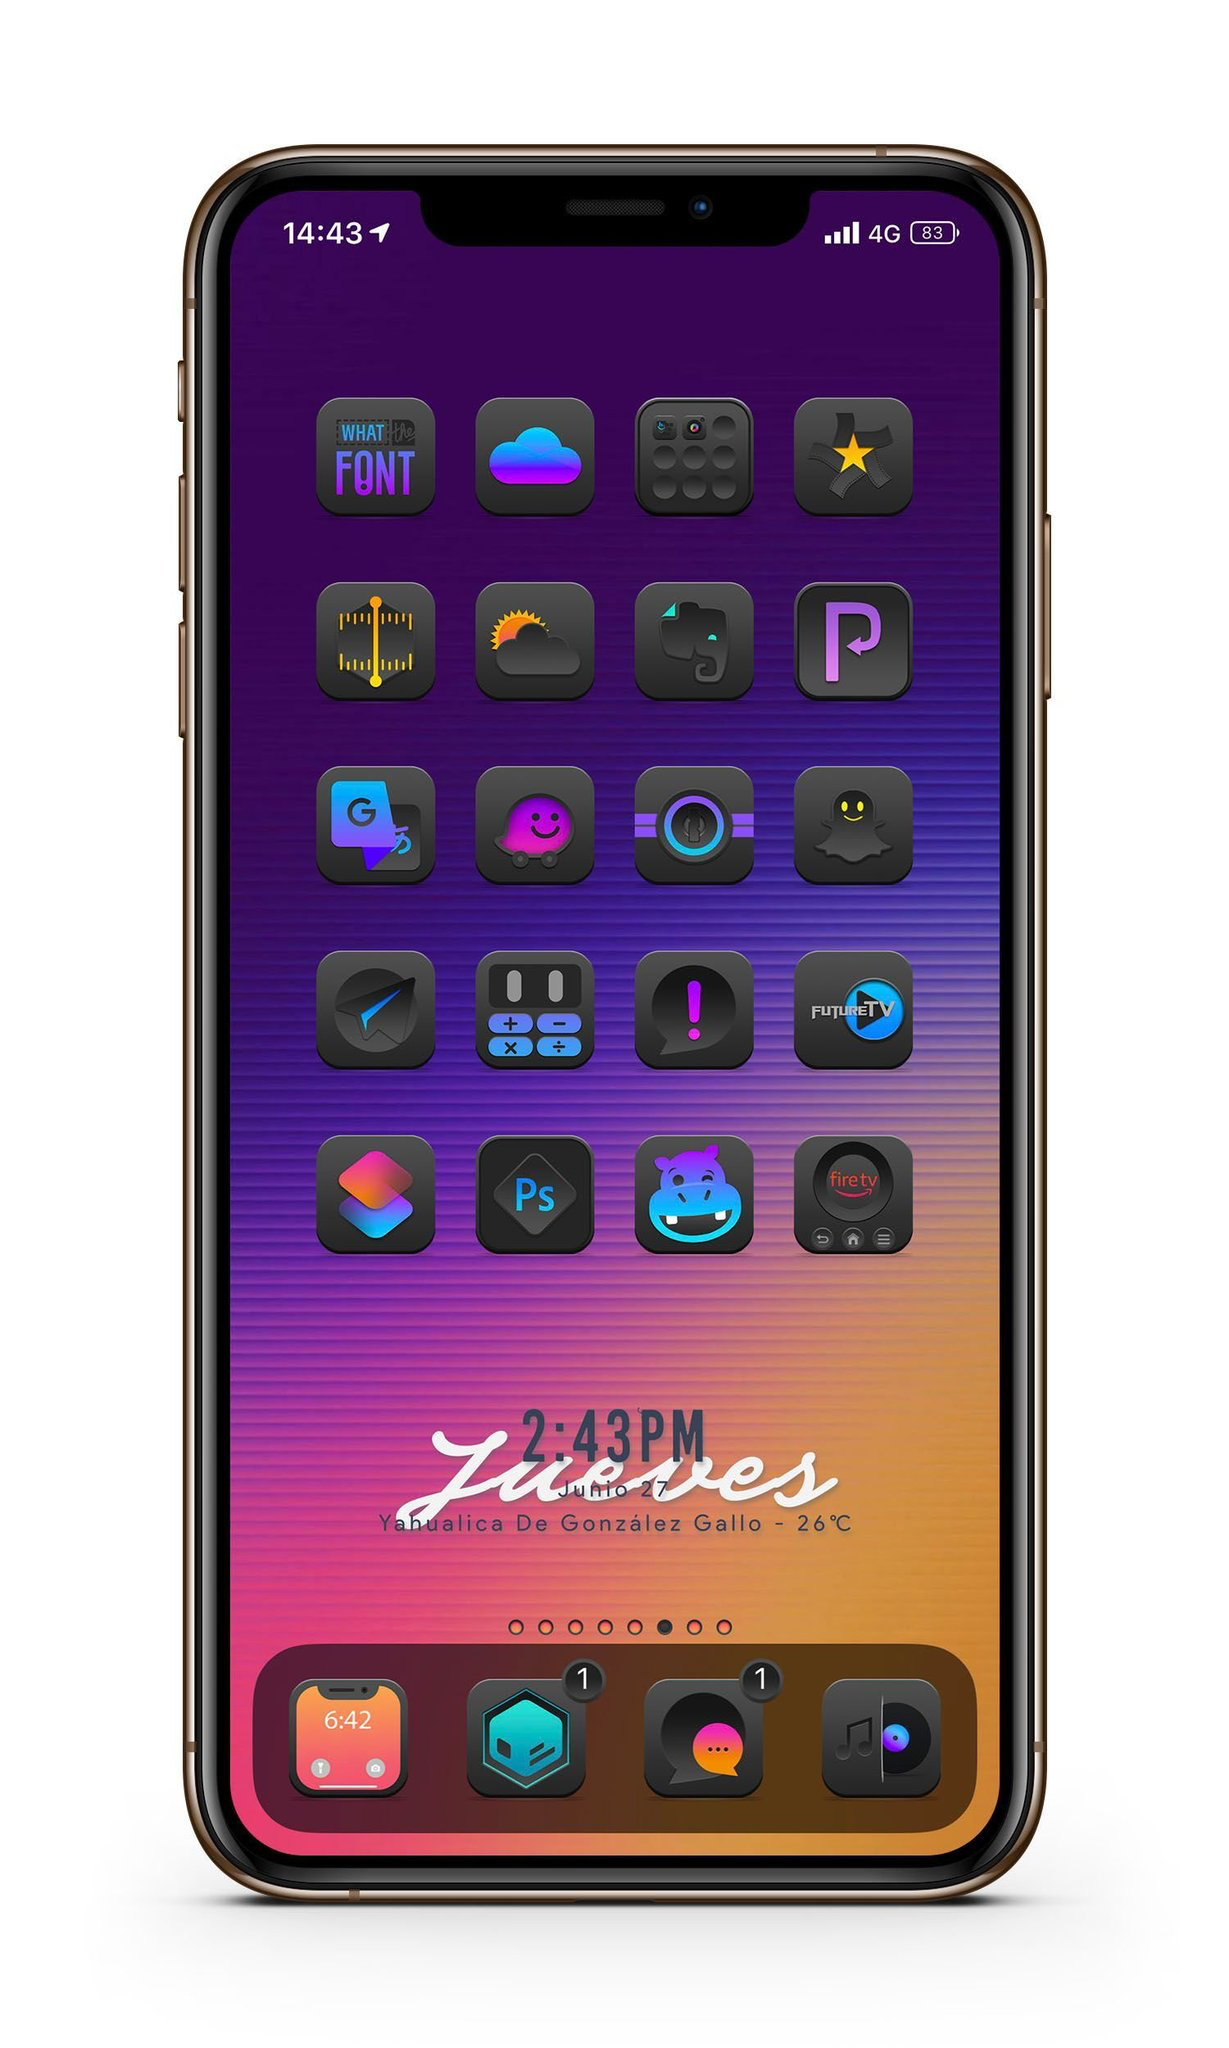 14:43
4G 83
WHAT the
FONT
P
G あ
+ −
× ÷
!
FUTURETV
Ps
firetv
2:43PM
Jueves
Junio 27
Yahualica De González Gallo - 26℃
6:42
1
1